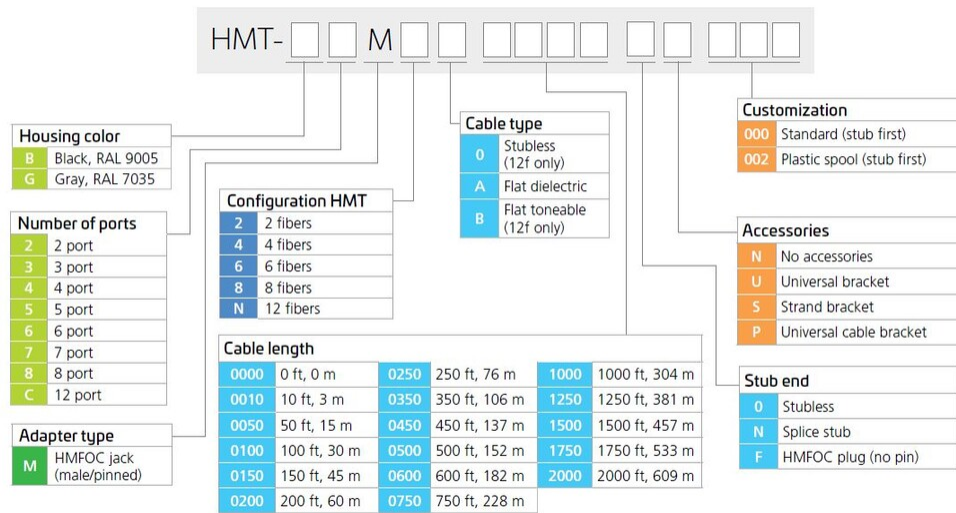 HMT- M
Housing color
B Black, RAL 9005
G Gray, RAL 7035
Number of ports
2 2 port
3 3 port
4 4 port
5 5 port
6 6 port
7 7 port
8 8 port
C 12 port
Adapter type
M HMFOC jack
(male/pinned)
Configuration HMT
2 2 fibers
4 4 fibers
6 6 fibers
8 8 fibers
N 12 fibers
Cable type
0 Stubless
(12f only)
A Flat dielectric
B Flat toneable
(12f only)
Cable length
0000 0 ft, 0 m 0250 250 ft, 76 m 1000 1000 ft, 304 m
0010 10 ft, 3 m 0350 350 ft, 106 m 1250 1250 ft, 381 m
0050 50 ft, 15 m 0450 450 ft, 137 m 1500 1500 ft, 457 m
0100 100 ft, 30 m 0500 500 ft, 152 m 1750 1750 ft, 533 m
0150 150 ft, 45 m 0600 600 ft, 182 m 2000 2000 ft, 609 m
0200 200 ft, 60 m 0750 750 ft, 228 m
Customization
000 Standard (stub first)
002 Plastic spool (stub first)
Accessories
N No accessories
U Universal bracket
S Strand bracket
P Universal cable bracket
Stub end
0 Stubless
N Splice stub
F HMFOC plug (no pin)